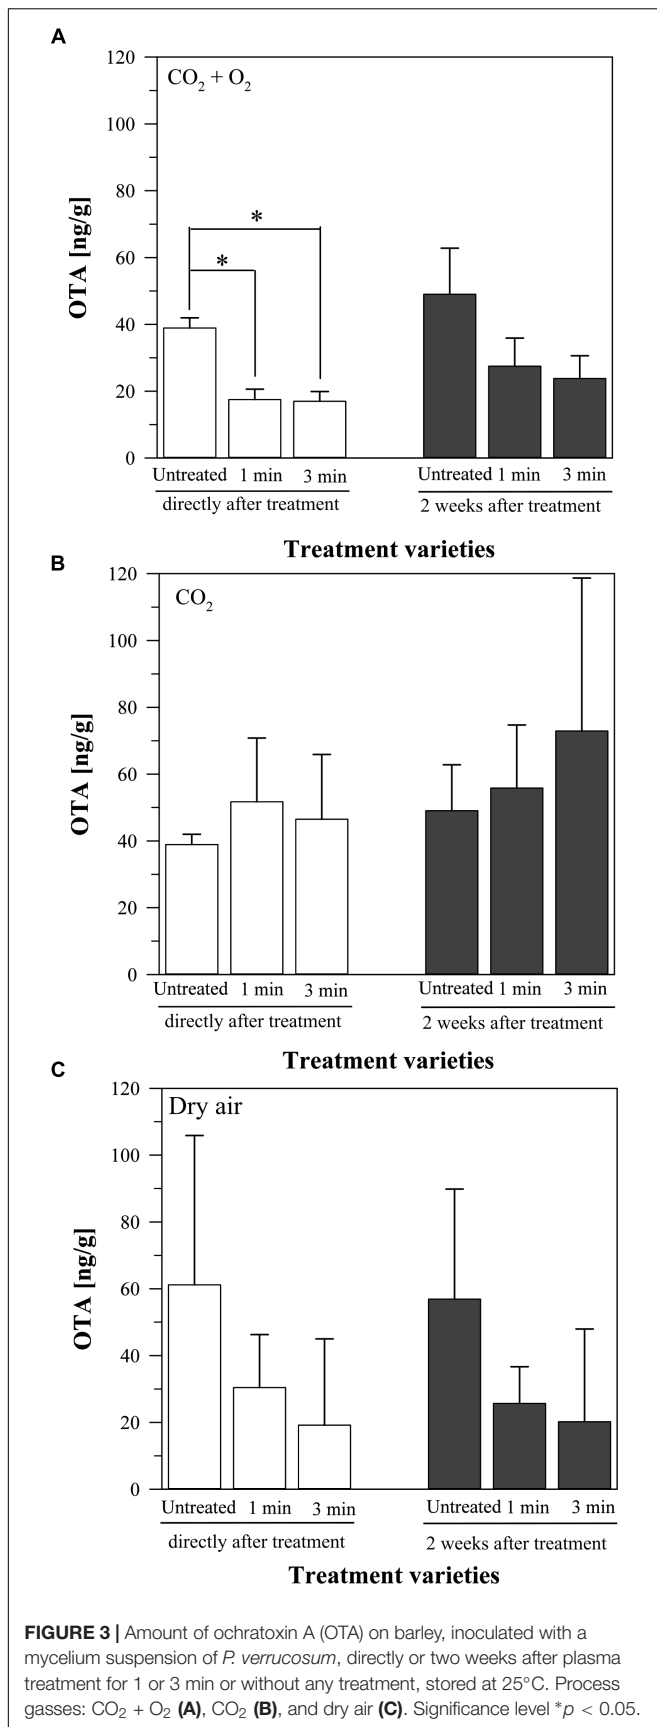 A
CO₂ + O₂
120
100
80
60
40
20
0
OTA [ng/g]
*
*
Untreated 1 min 3 min Untreated 1 min 3 min
directly after treatment 2 weeks after treatment
Treatment varieties
B
CO₂
120
100
80
60
40
20
0
OTA [ng/g]
Untreated 1 min 3 min Untreated 1 min 3 min
directly after treatment 2 weeks after treatment
Treatment varieties
C
Dry air
120
100
80
60
40
20
0
OTA [ng/g]
Untreated 1 min 3 min Untreated 1 min 3 min
directly after treatment 2 weeks after treatment
Treatment varieties
FIGURE 3 | Amount of ochratoxin A (OTA) on barley, inoculated with a
mycelium suspension of P. verrucosum, directly or two weeks after plasma
treatment for 1 or 3 min or without any treatment, stored at 25°C. Process
gasses: CO₂ + O₂ (A), CO₂ (B), and dry air (C). Significance level *p < 0.05.